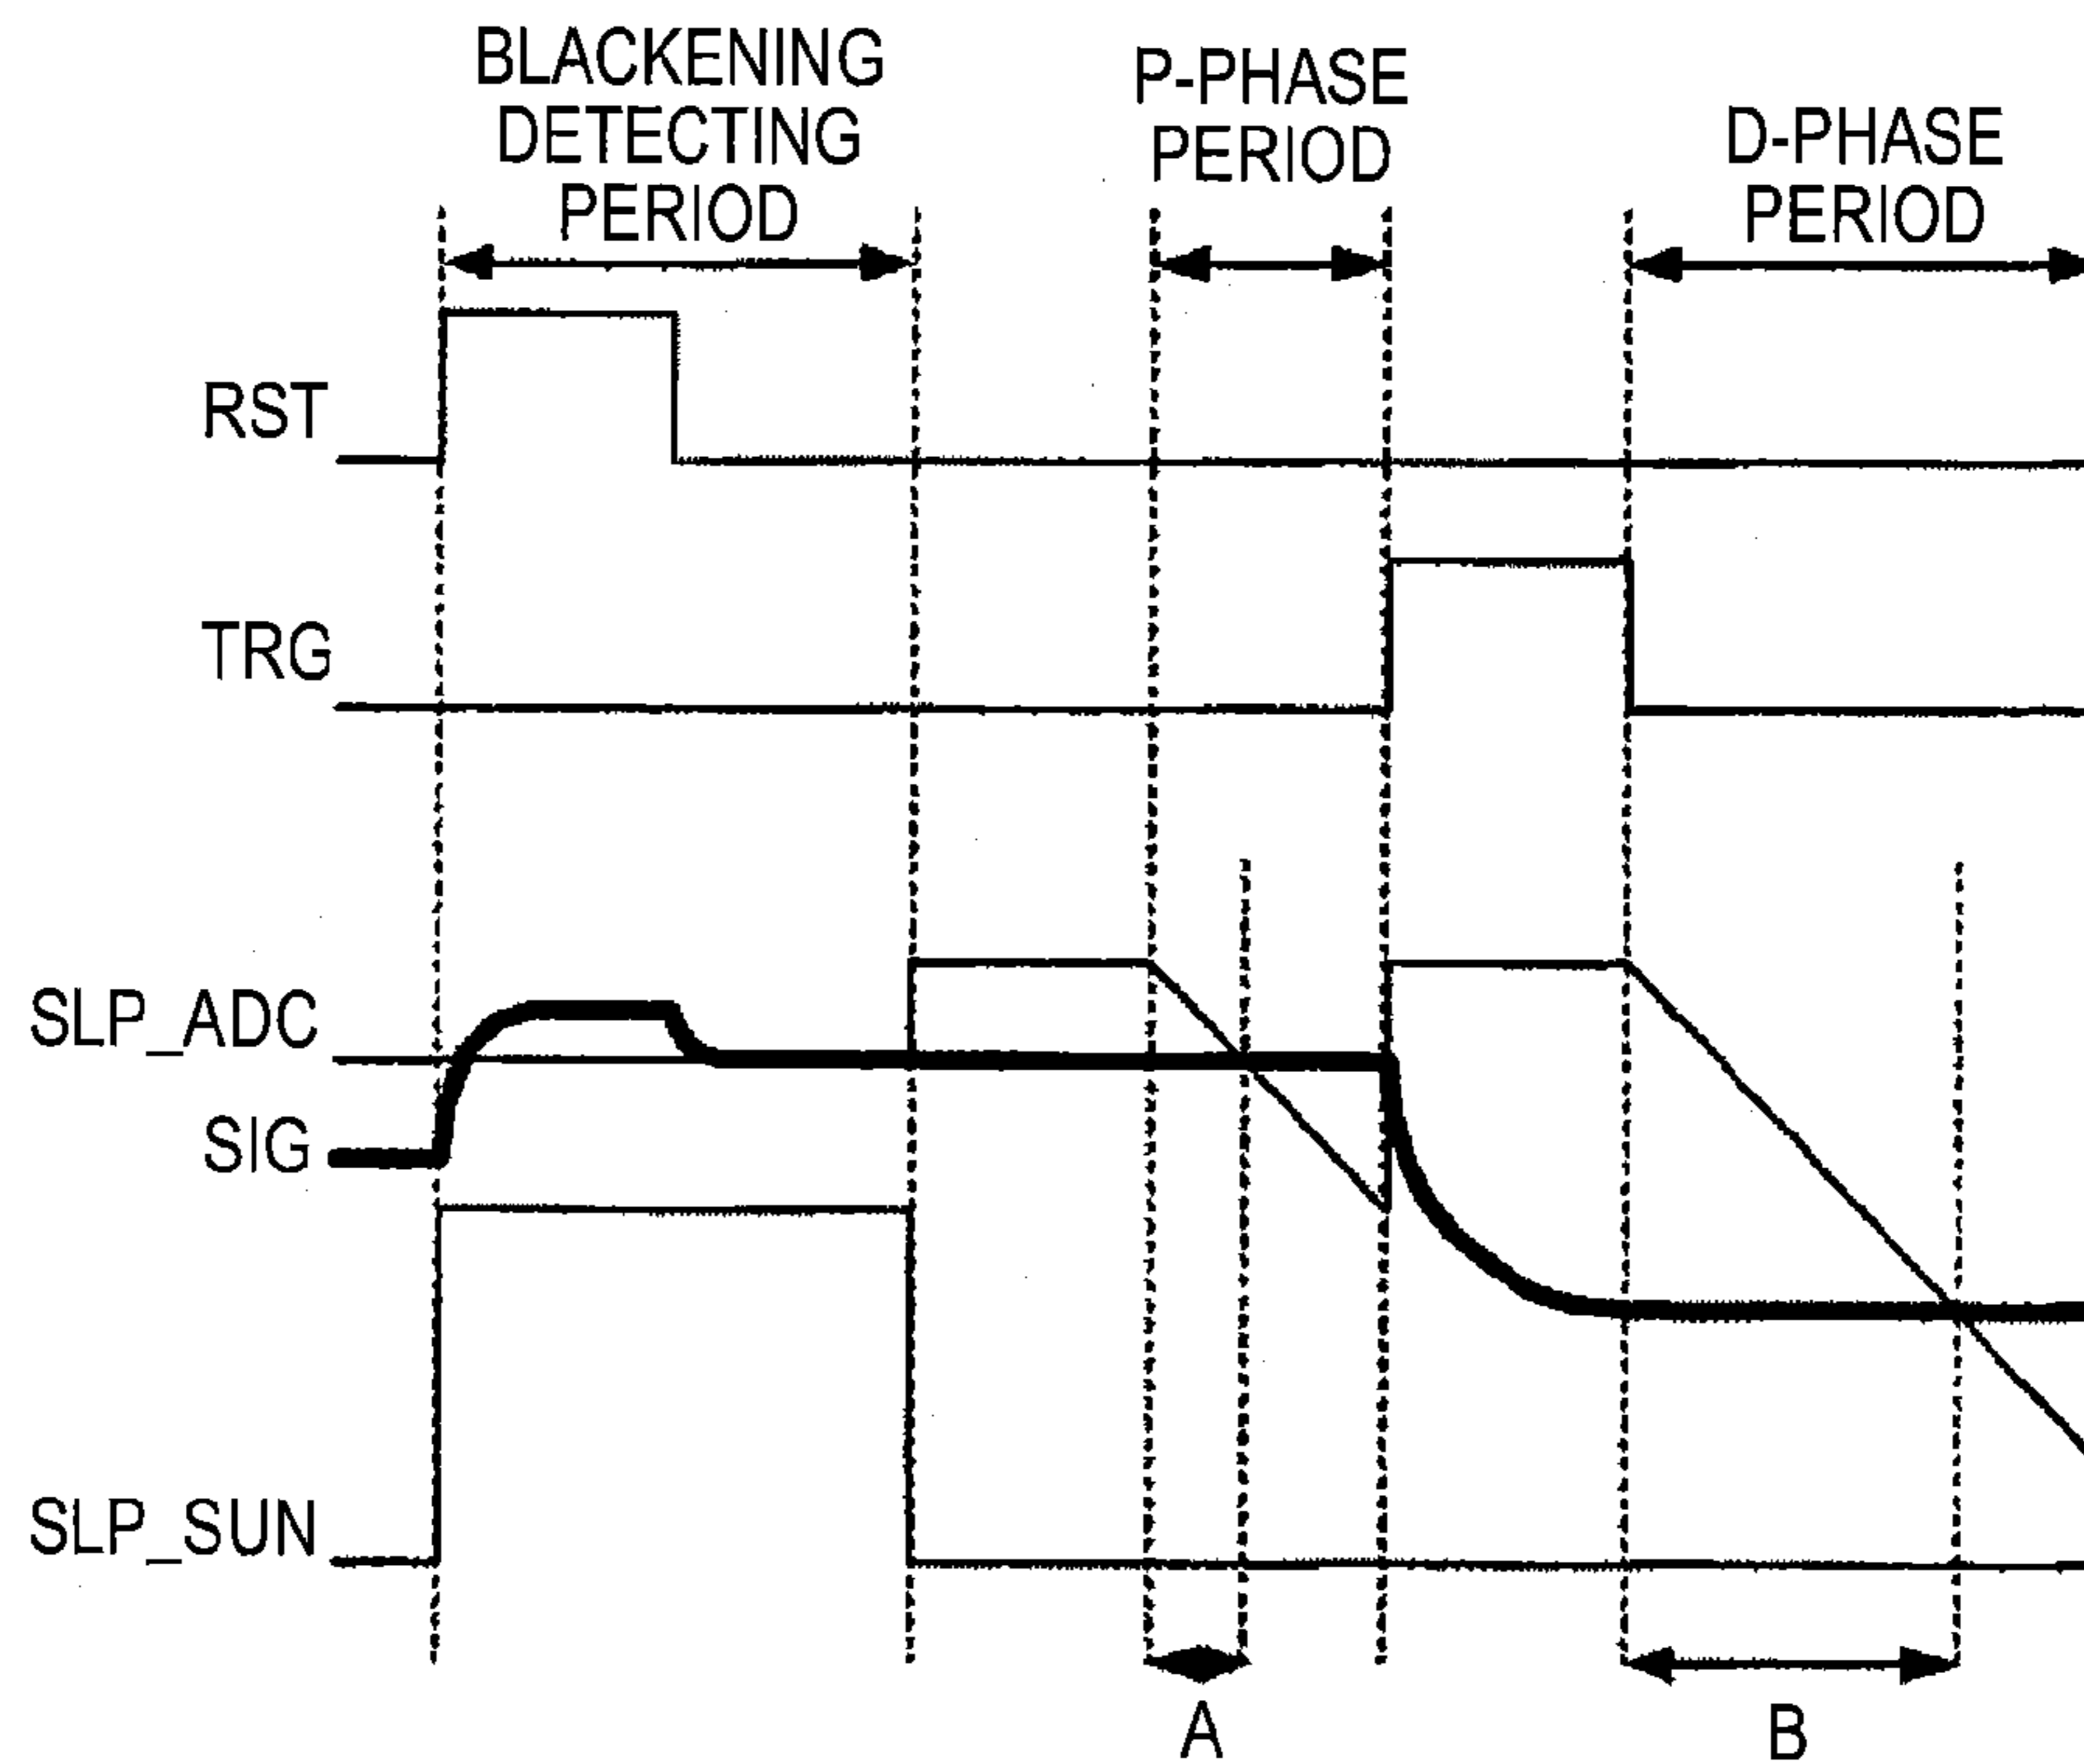 BLACKENING
DETECTING
PERIOD
P-PHASE
PERIOD
D-PHASE
PERIOD
RST
TRG
SLP_ADC
SIG
SLP_SUN
A
B